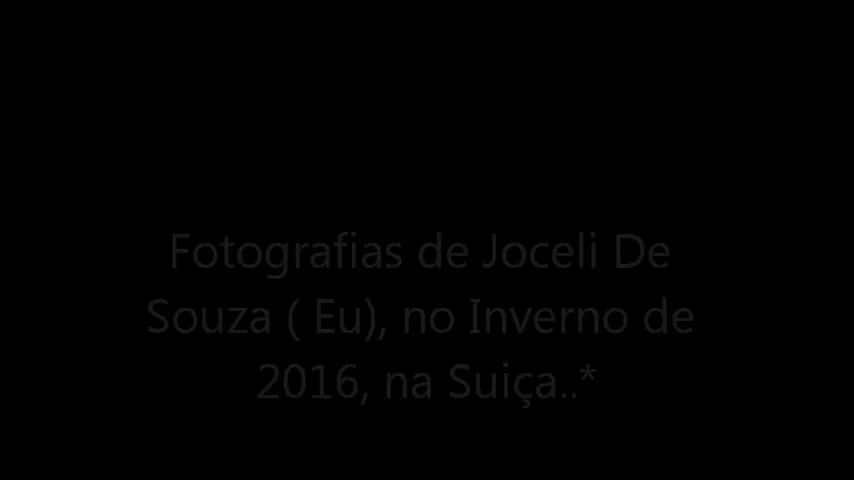 Fotografias de Joceli De
Souza ( Eu), no Inverno de
2016, na Suiça..*